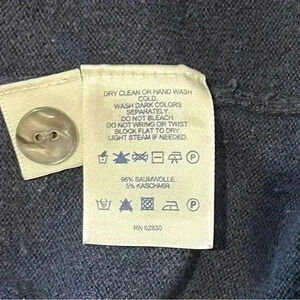 DRY CLEAN OR HAND WASH
COLD.
WASH DARK COLORS
SEPARATELY.
DO NOT BLEACH.
DO NOT WRING OR TWIST
BLOCK FLAT TO DRY.
LIGHT STEAM IF NEEDED.
P
95% BAUMWOLLE
5% KASCHMIR
P
RN 62830